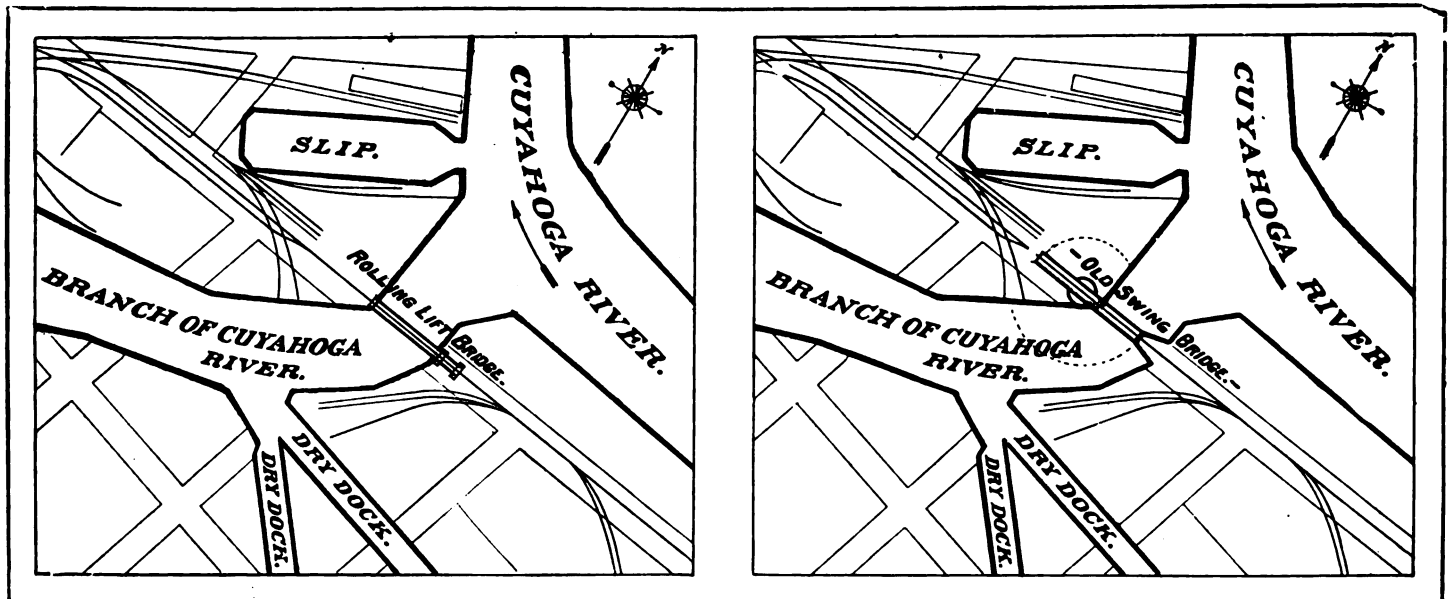 N
CUYAHOGA RIVER.
SLIP.
ROLLING LIFT BRIDGE.
BRANCH OF CUYAHOGA
RIVER.
DRY DOCK.
DRY DOCK.
N
CUYAHOGA RIVER.
SLIP.
-OLD SWING BRIDGE.-
BRANCH OF CUYAHOGA
RIVER.
DRY DOCK.
DRY DOCK.